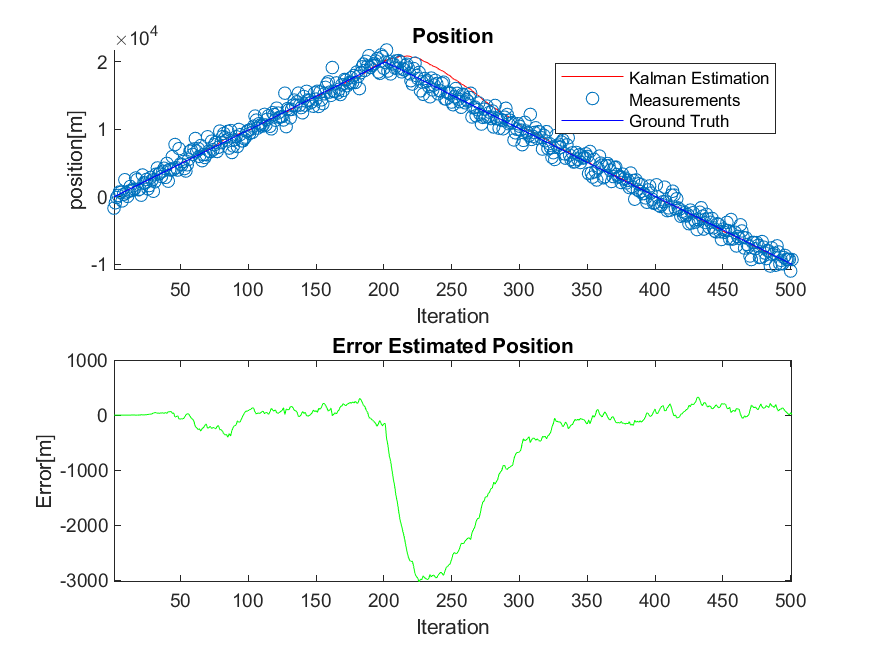 ×10⁴
Position
2
1
0
-1
position[m]
Kalman Estimation
Measurements
Ground Truth
50 100 150 200 250 300 350 400 450 500
Iteration
Error Estimated Position
1000
0
-1000
-2000
-3000
Error[m]
50 100 150 200 250 300 350 400 450 500
Iteration